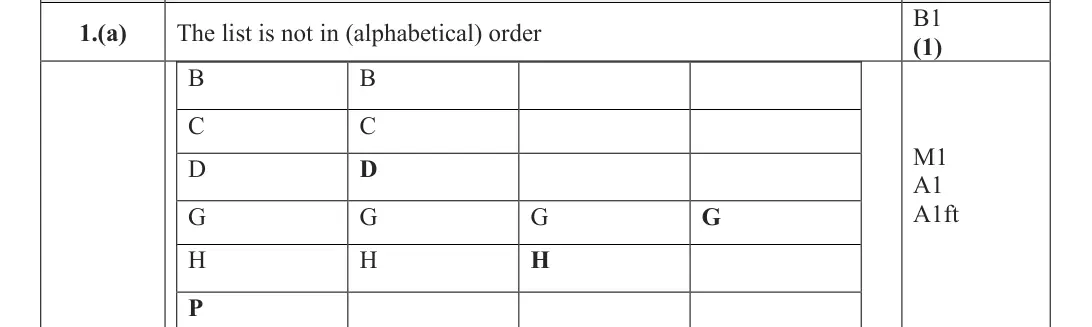 1.(a) The list is not in (alphabetical) order B1
(1)
B B
C C
D D M1
A1
G G G G A1ft
H H H
P